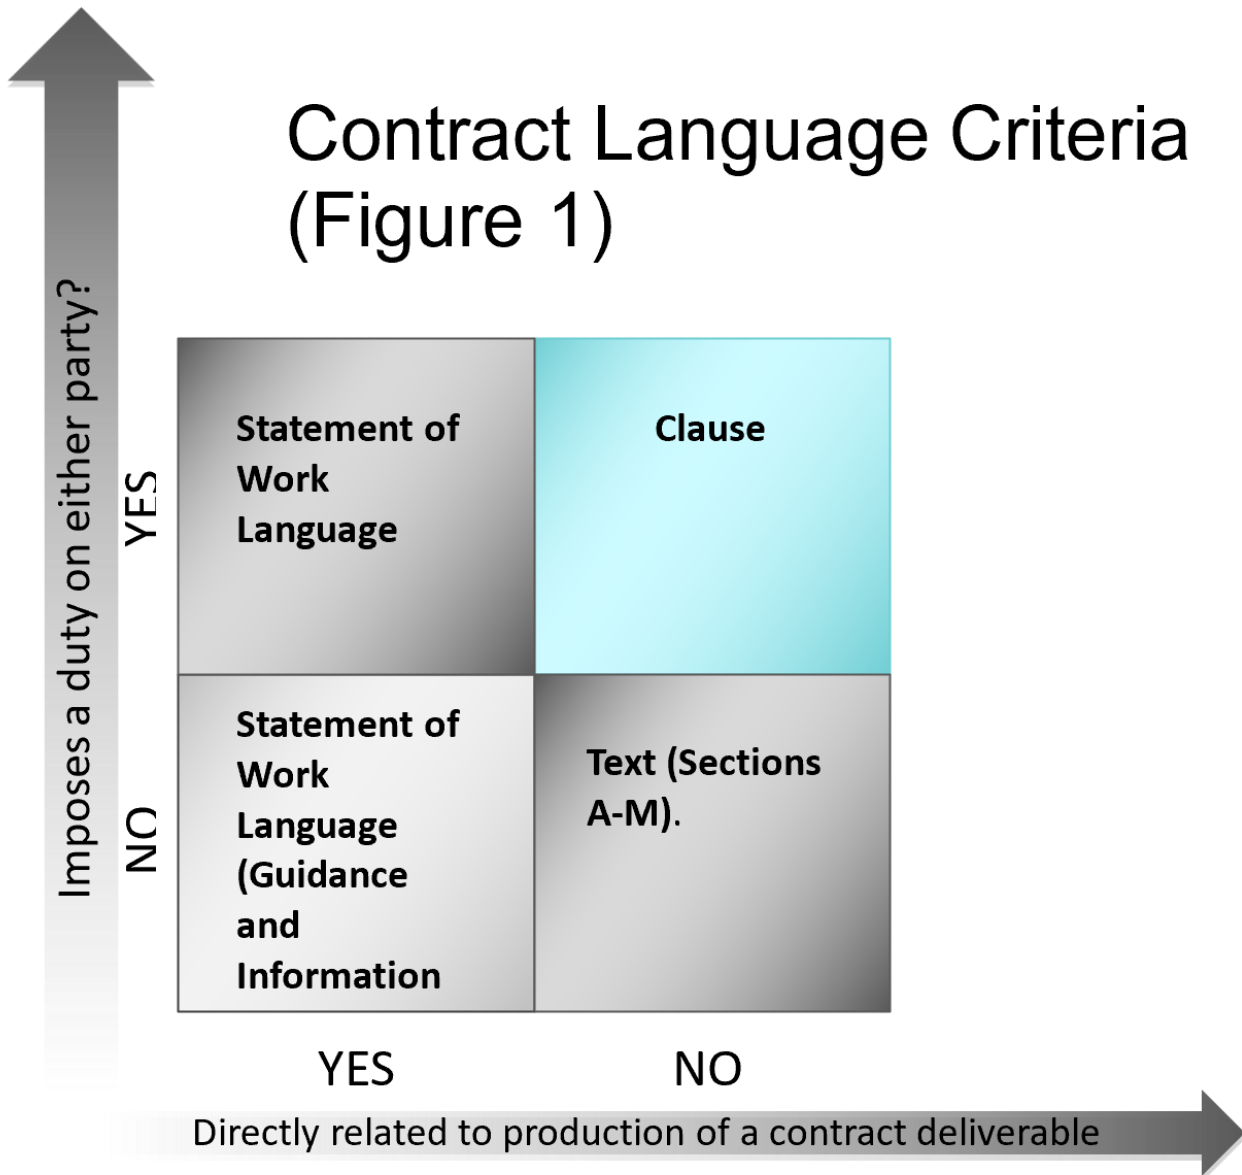 Contract Language Criteria
(Figure 1)
Imposes a duty on either party?
YES
NO
Statement of
Work
Language
Clause
Statement of
Work
Language
(Guidance
and
Information
Text (Sections
A-M).
YES
NO
Directly related to production of a contract deliverable